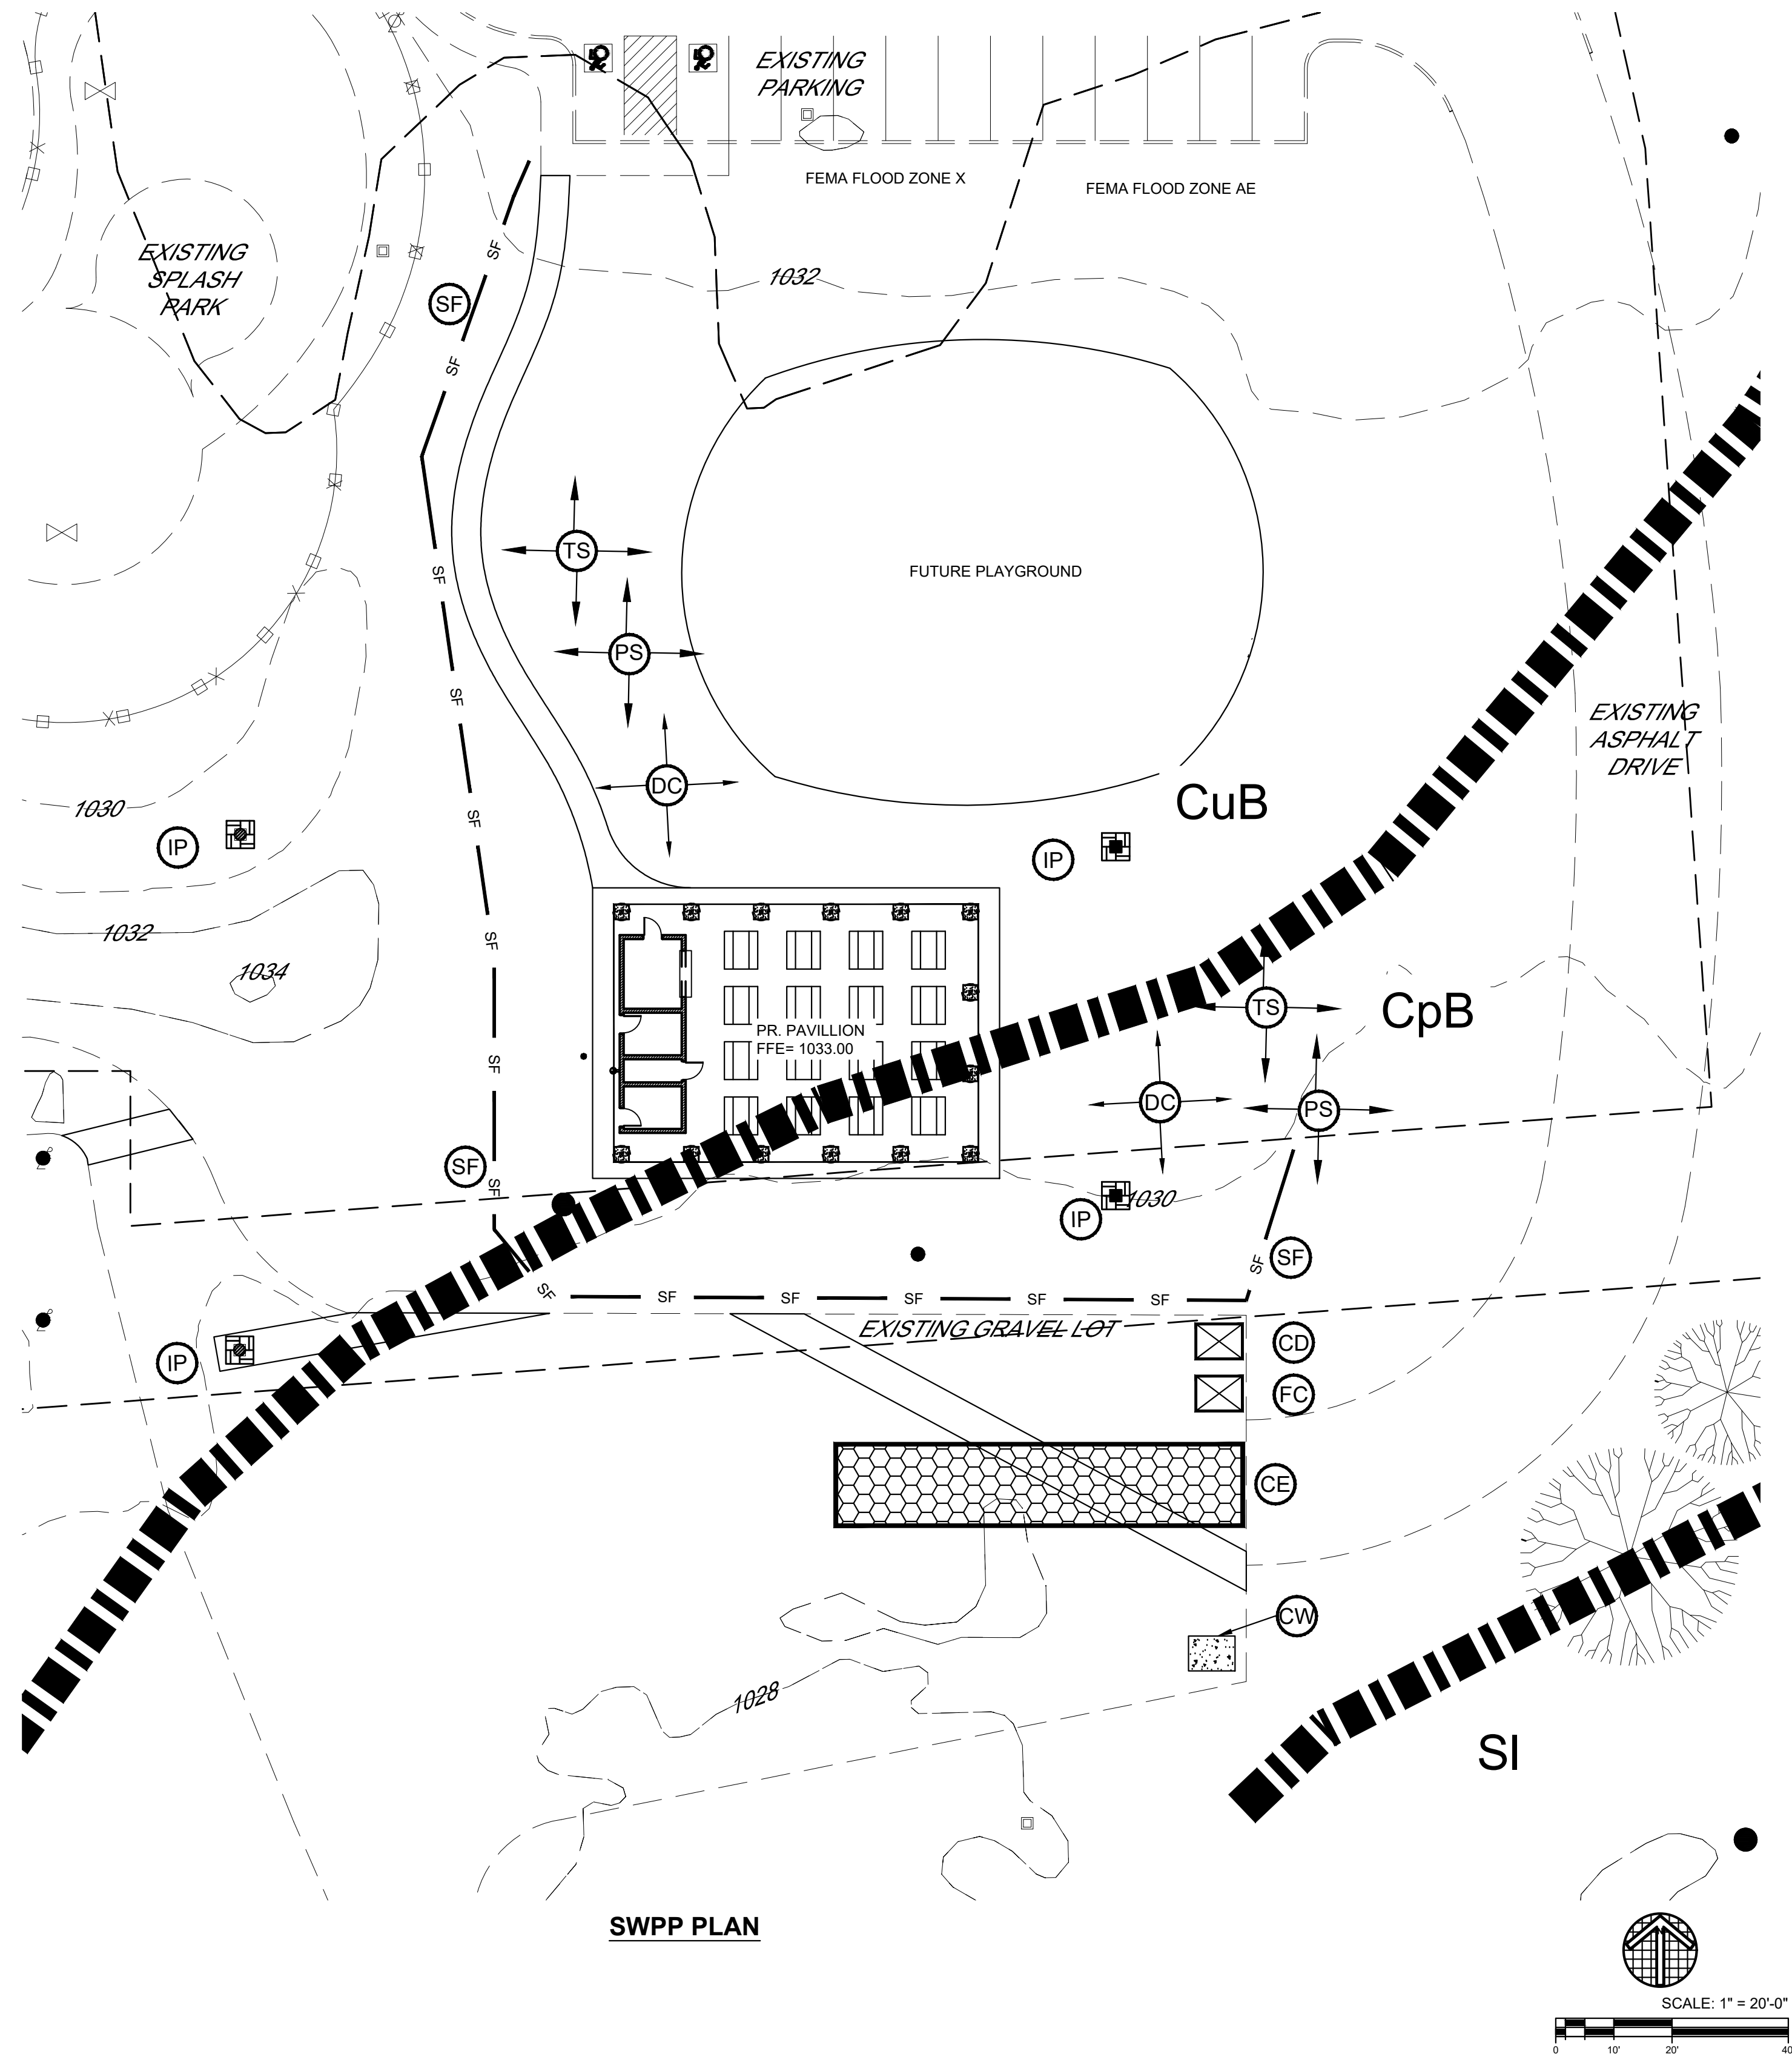 EXISTING
PARKING
FEMA FLOOD ZONE X
FEMA FLOOD ZONE AE
EXISTING
SPLASH
PARK
SF
1032
SF
SF
TS
FUTURE PLAYGROUND
SF
PS
SF
EXISTING
ASPHALT
DRIVE
DC
CuB
1030
SF
IP
IP
1032
SF
1034
TS
CpB
PR. PAVILLION
FFE= 1033.00
SF
DC
PS
SF
SF
1030
IP
SF
SF
SF
SF
SF
SF
SF
SF
EXISTING GRAVEL LOT
CD
IP
FC
CE
CW
1028
SI
SWPP PLAN
SCALE: 1" = 20'-0"
0 10' 20' 40